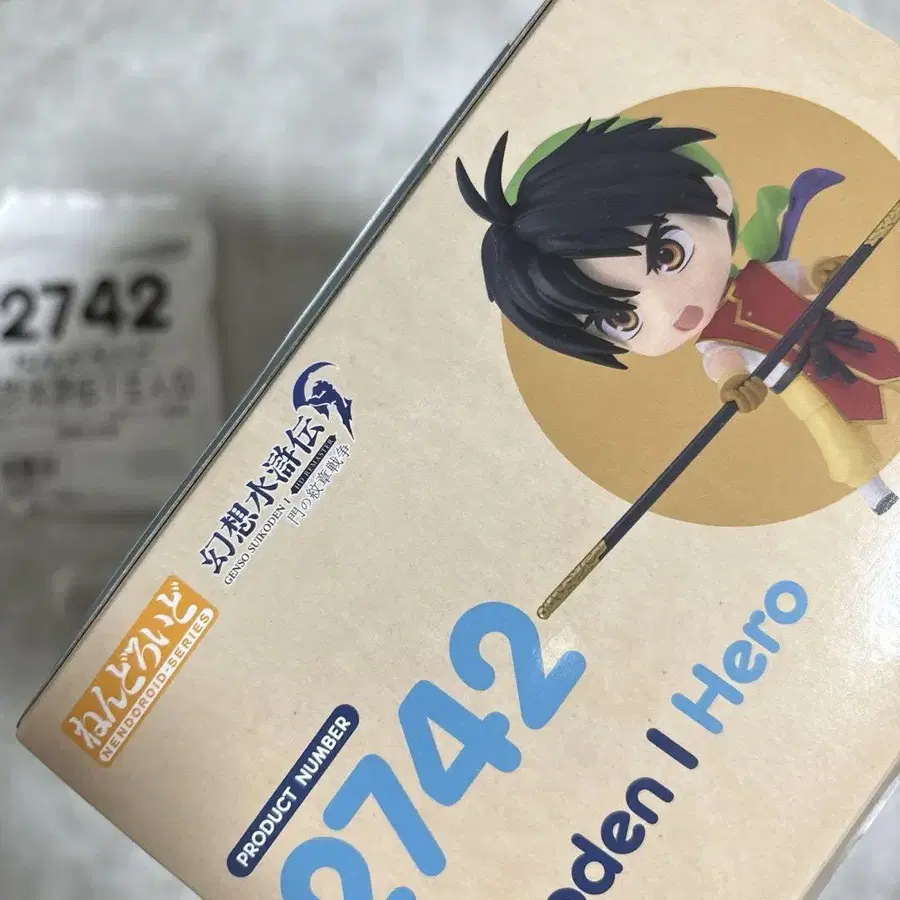 2742
幻想水滸伝
HD REMASTER
GENSO SUIKODEN I
門の紋章戦争
ねんどろいど
NENDOROID-SERIES
PRODUCT NUMBER
2742
oden I Hero